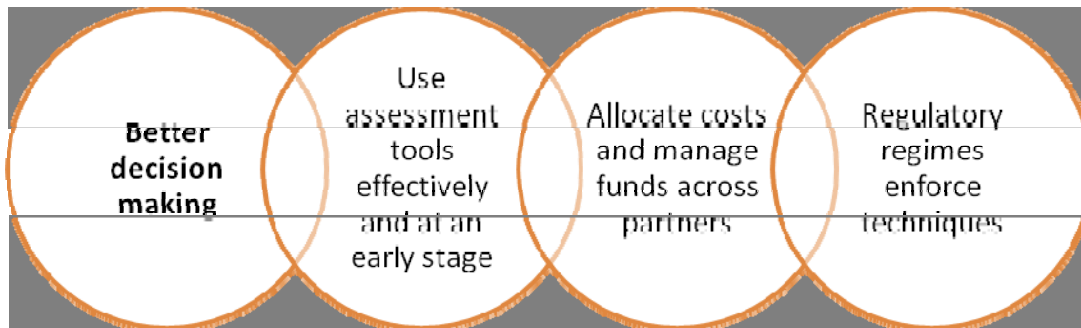 Better
decision
making
Use
assessment
tools
effectively
and at an
early stage
Allocate costs
and manage
funds across
partners
Regulatory
regimes
enforce
techniques